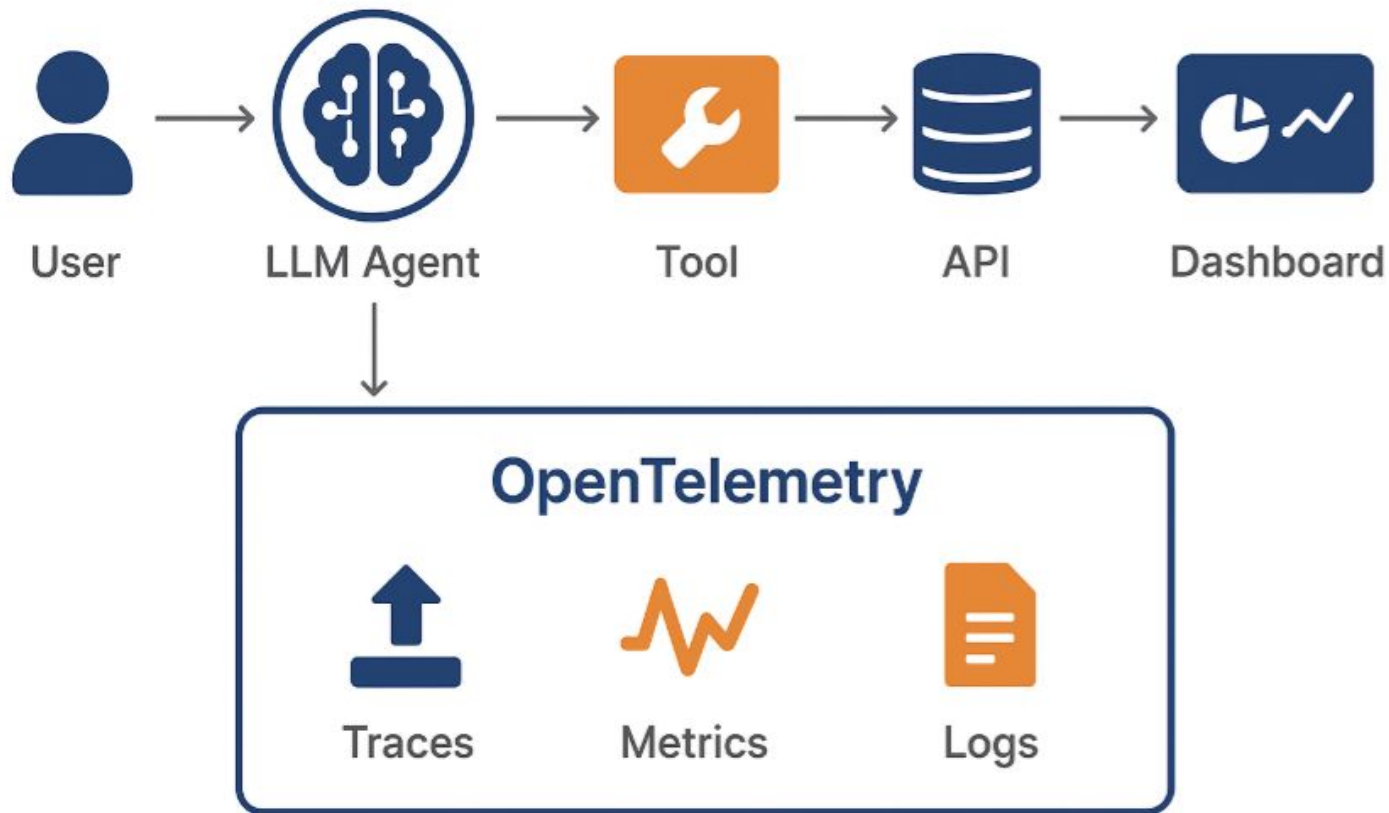 User
LLM Agent
Tool
API
Dashboard
OpenTelemetry
Traces
Metrics
Logs